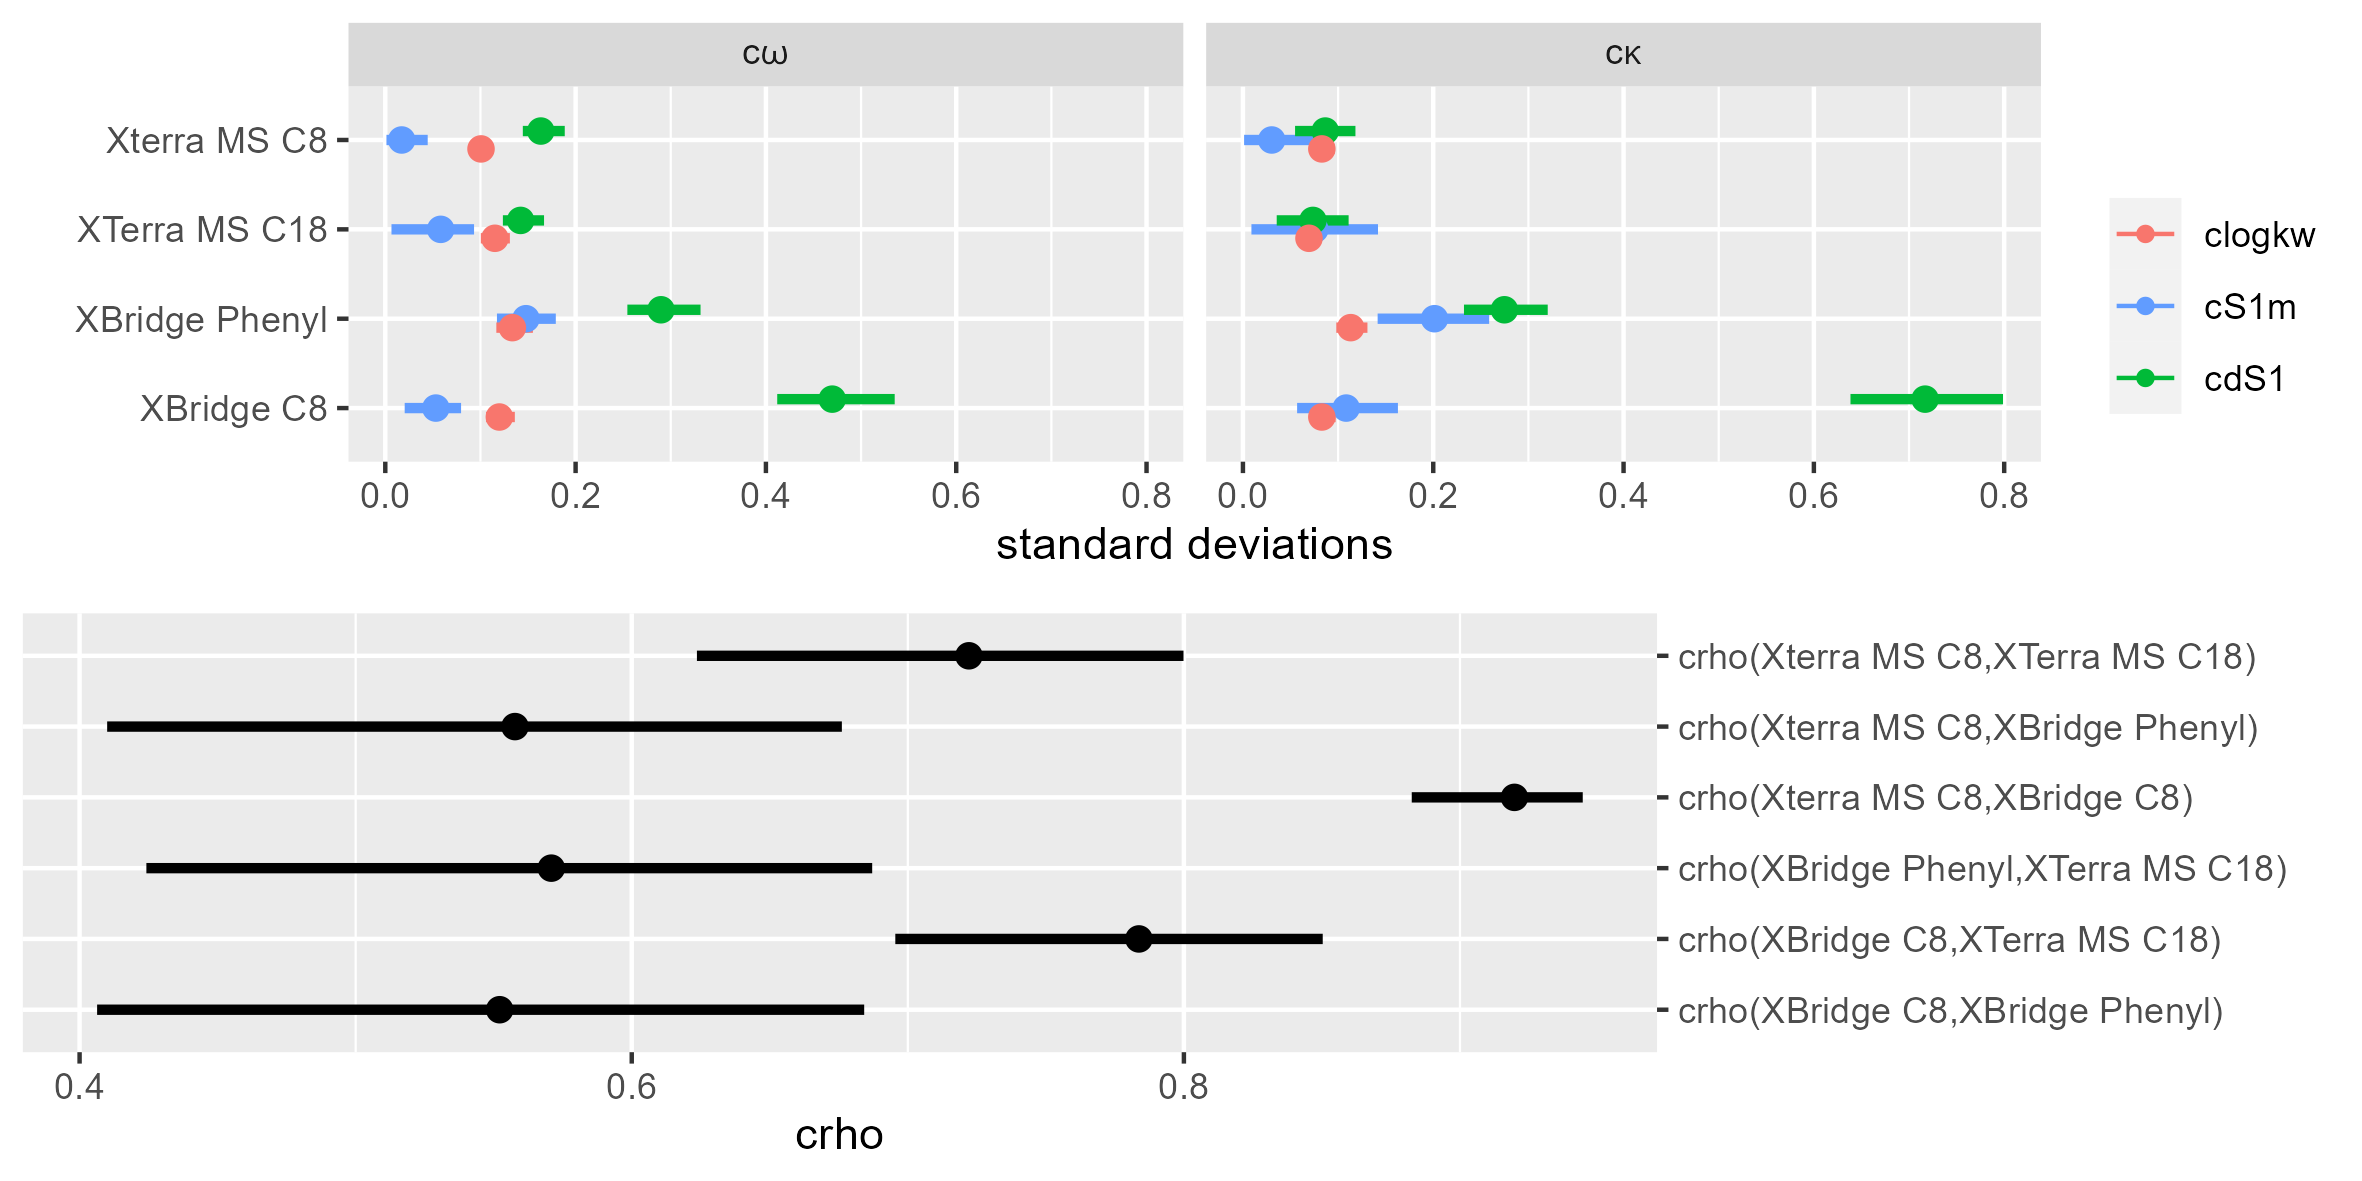 cω cκ
Xterra MS C8
XTerra MS C18
XBridge Phenyl
XBridge C8
0.0 0.2 0.4 0.6 0.8 0.0 0.2 0.4 0.6 0.8
standard deviations
clogkw
cS1m
cdS1
crho(Xterra MS C8,XTerra MS C18)
crho(Xterra MS C8,XBridge Phenyl)
crho(Xterra MS C8,XBridge C8)
crho(XBridge Phenyl,XTerra MS C18)
crho(XBridge C8,XTerra MS C18)
crho(XBridge C8,XBridge Phenyl)
0.4 0.6 0.8
crho